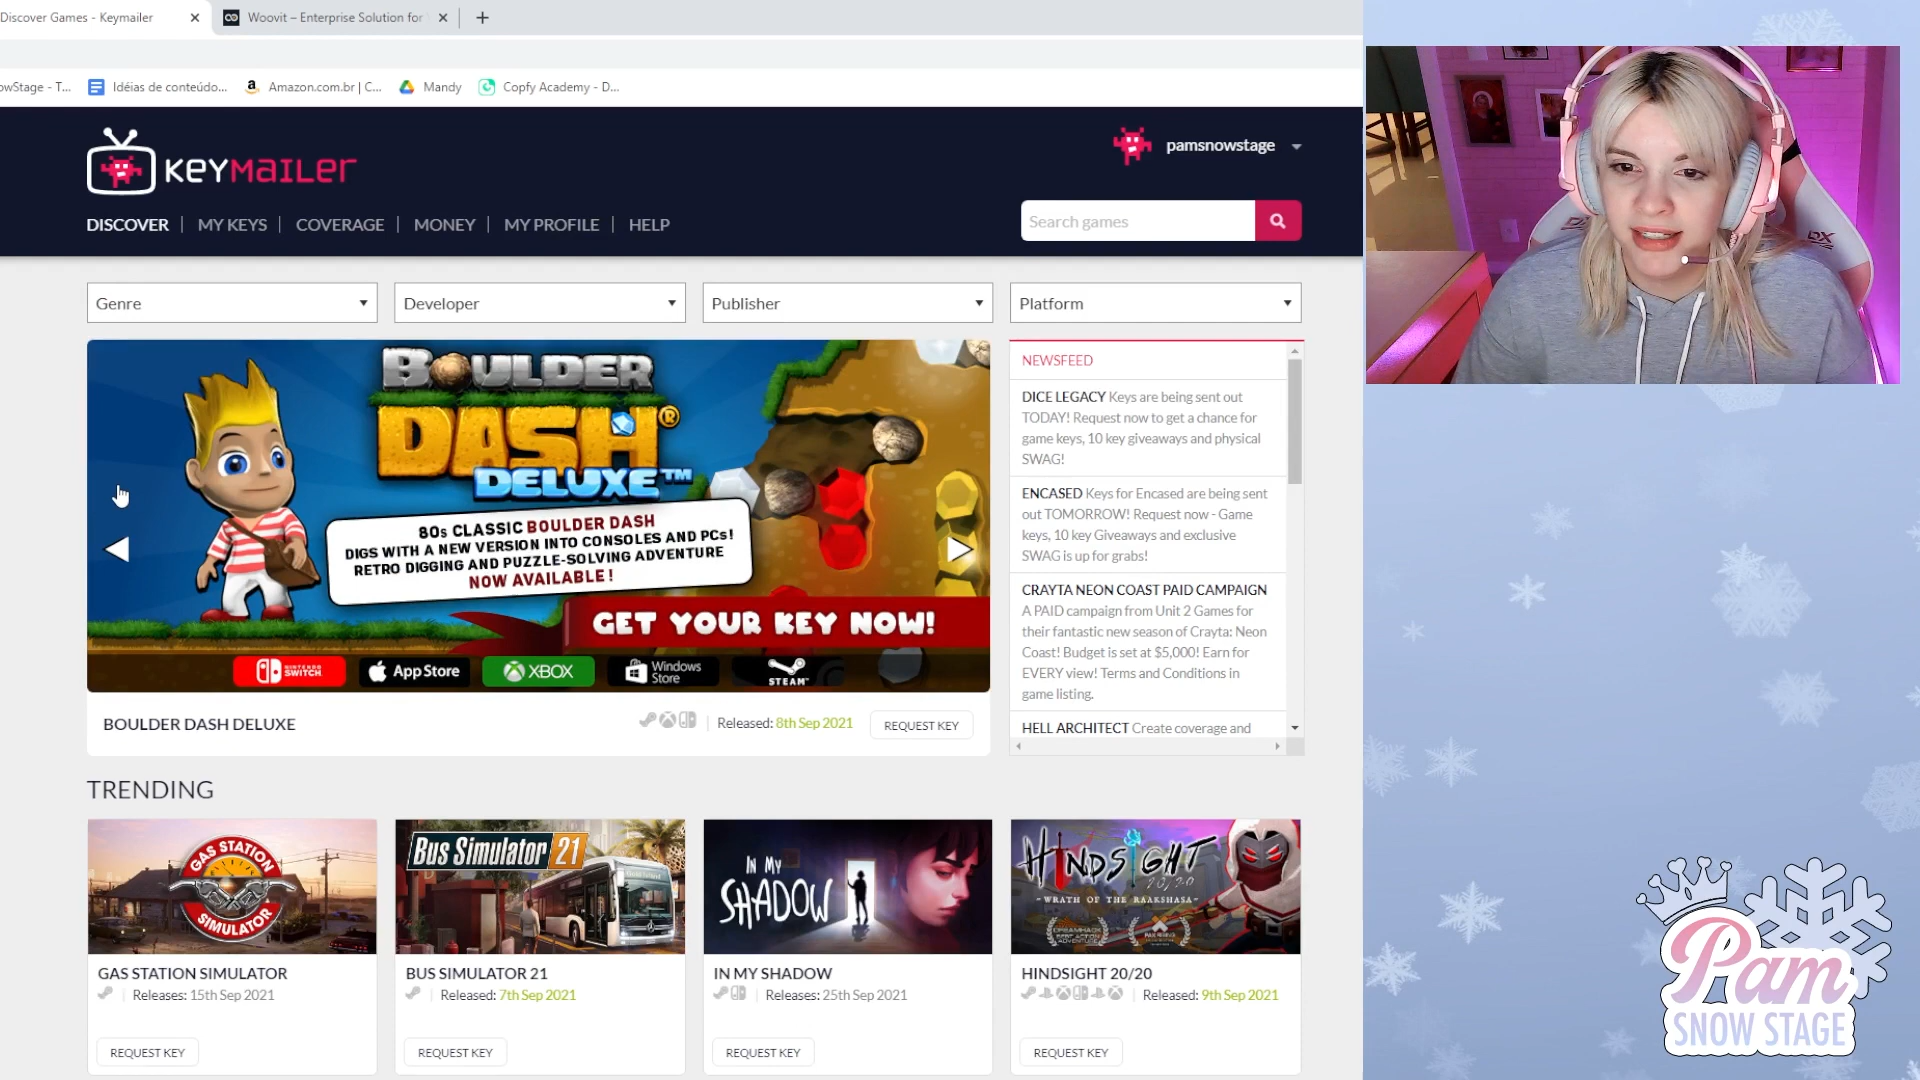 Discover Games - Keymailer
Woovit – Enterprise Solution for
owStage - T...
Idéias de conteúdo...
Amazon.com.br | C...
Mandy
Copfy Academy - D...
KEYMAILER
pamsnowstage
DISCOVER
MY KEYS
COVERAGE
MONEY
MY PROFILE
HELP
Search games
Genre
Developer
Publisher
Platform
BOULDER
DASH®
DELUXE™
80s CLASSIC BOULDER DASH
DIGS WITH A NEW VERSION INTO CONSOLES AND PCs!
RETRO DIGGING AND PUZZLE-SOLVING ADVENTURE
NOW AVAILABLE!
GET YOUR KEY NOW!
NINTENDO SWITCH
App Store
XBOX
Windows Store
STEAM™
BOULDER DASH DELUXE
Released: 8th Sep 2021
REQUEST KEY
NEWSFEED
DICE LEGACY Keys are being sent out
TODAY! Request now to get a chance for
game keys, 10 key giveaways and physical
SWAG!
ENCASED Keys for Encased are being sent
out TOMORROW! Request now - Game
keys, 10 key Giveaways and exclusive
SWAG is up for grabs!
CRAYTA NEON COAST PAID CAMPAIGN
A PAID campaign from Unit 2 Games for
their fantastic new season of Crayta: Neon
Coast! Budget is set at $5,000! Earn for
EVERY view! Terms and Conditions in
game listing.
HELL ARCHITECT Create coverage and
TRENDING
GAS STATION
SIMULATOR
GAS STATION SIMULATOR
Releases: 15th Sep 2021
REQUEST KEY
Bus Simulator 21
BUS SIMULATOR 21
Released: 7th Sep 2021
REQUEST KEY
IN MY
SHADOW
IN MY SHADOW
Releases: 25th Sep 2021
REQUEST KEY
HINDSIGHT
20/20
- WRATH OF THE RAAKSHASA -
HINDSIGHT 20/20
Released: 9th Sep 2021
REQUEST KEY
DX
Pam
SNOW STAGE